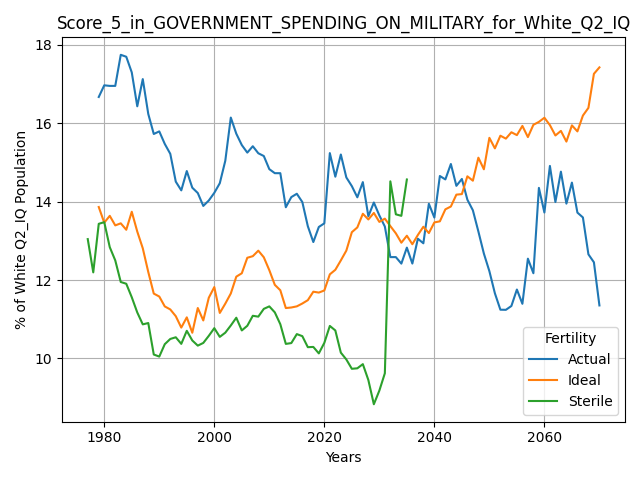 Score_5_in_GOVERNMENT_SPENDING_ON_MILITARY_for_White_Q2_IQ
18
16
14
12
10
% of White Q2_IQ Population
1980
2000
2020
2040
2060
Years
Fertility
Actual
Ideal
Sterile